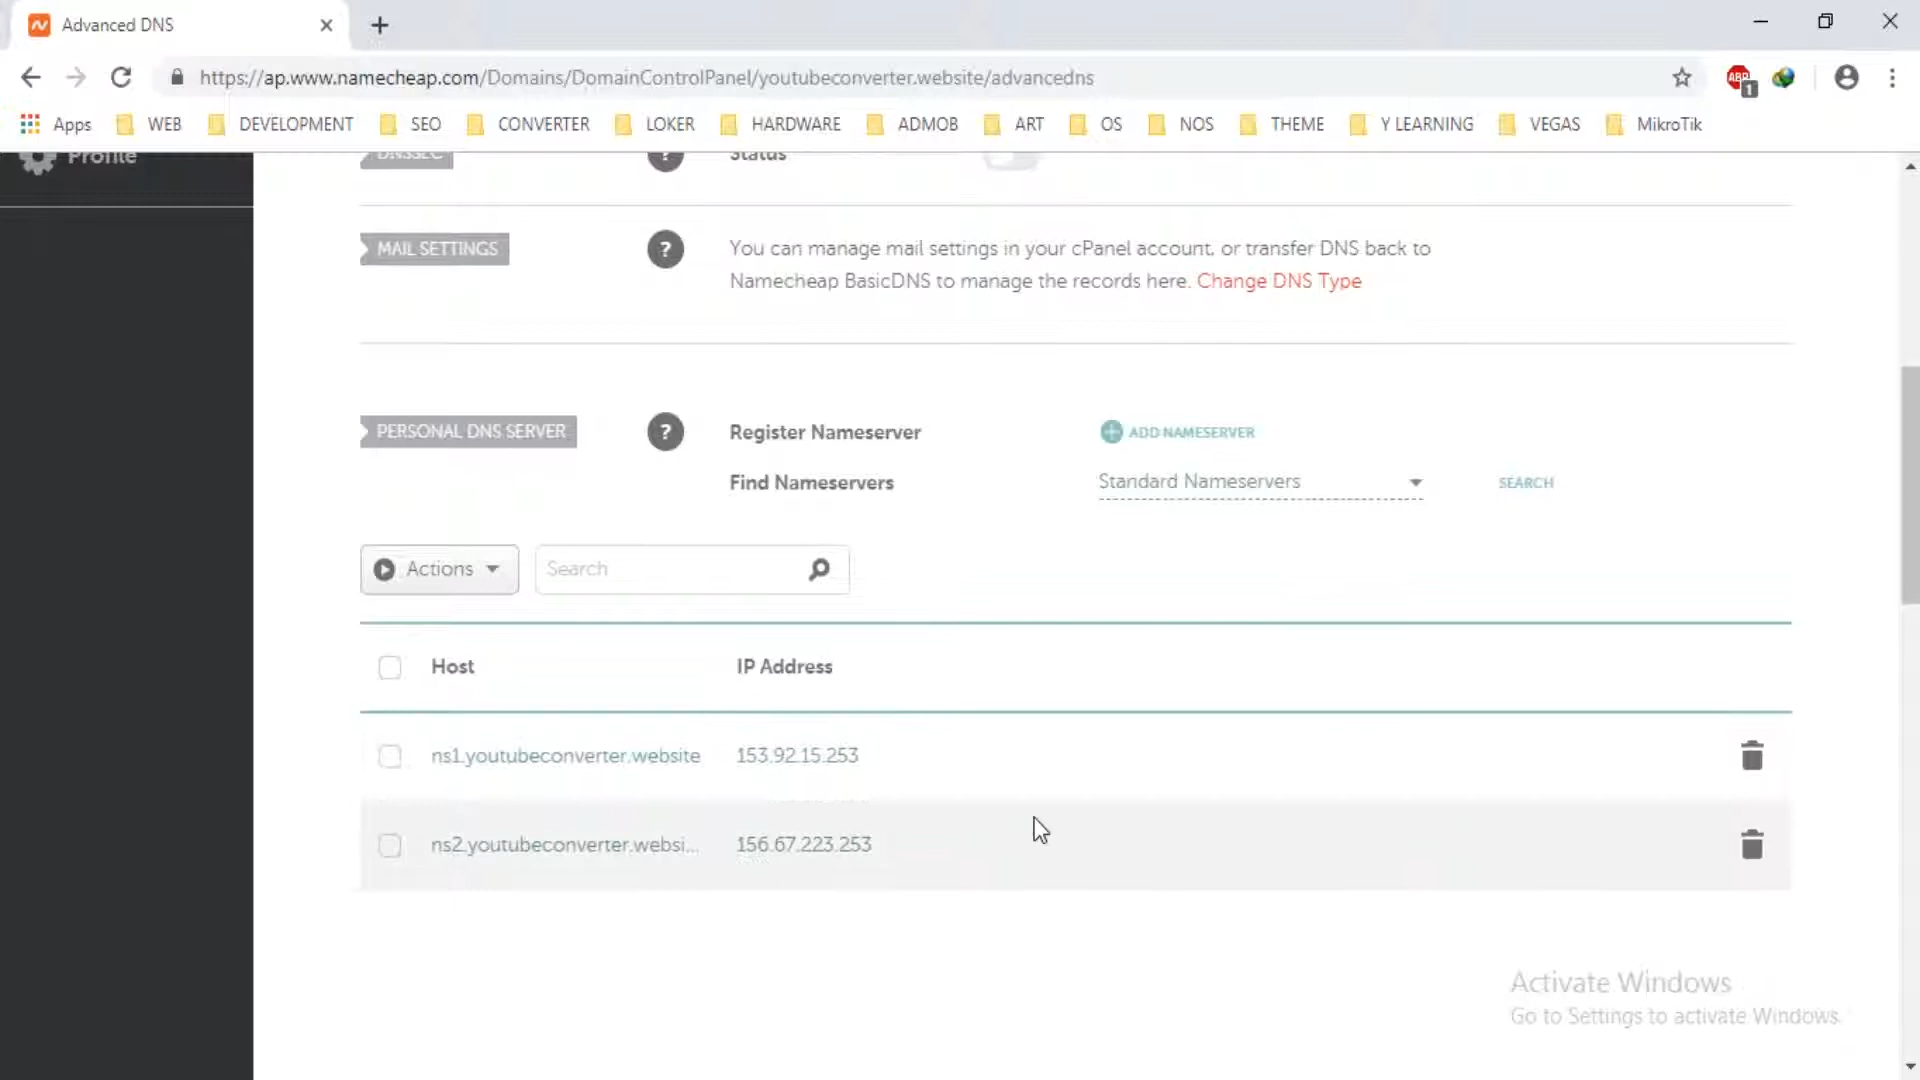 Advanced DNS
https://ap.www.namecheap.com/Domains/DomainControlPanel/youtubeconverter.website/advancedns
ABP
1
Apps WEB DEVELOPMENT SEO CONVERTER LOKER HARDWARE ADMOB ART OS NOS THEME Y LEARNING VEGAS MikroTik
Profile
DNSSEC ? Status
MAIL SETTINGS ? You can manage mail settings in your cPanel account, or transfer DNS back to
Namecheap BasicDNS to manage the records here. Change DNS Type
PERSONAL DNS SERVER ? Register Nameserver ADD NAMESERVER
Find Nameservers Standard Nameservers SEARCH
Actions Search
Host IP Address
ns1.youtubeconverter.website 153.92.15.253
ns2.youtubeconverter.websi... 156.67.223.253
Activate Windows
Go to Settings to activate Windows.